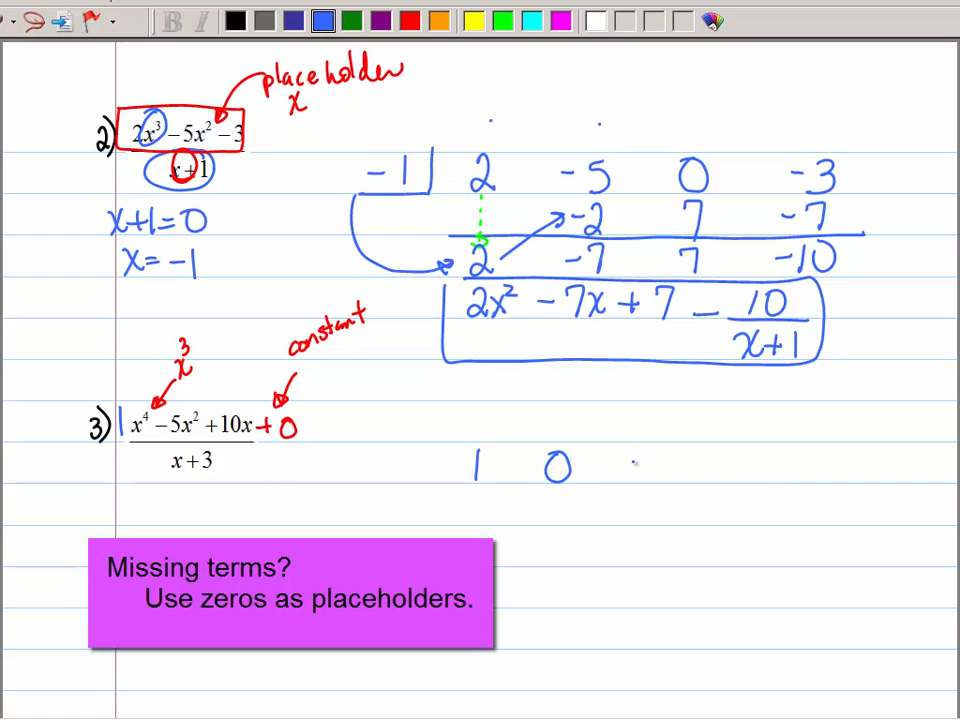 placeholder
x
2) 2x³ − 5x² − 3
x + 1
x+1=0
x = −1
−1 | 2 −5 0 −3
−2 7 −7
2 −7 7 −10
2x² − 7x + 7 − 10
x+1
x³
constant
3) 1 x⁴ − 5x² + 10x + 0
x + 3
1 0
Missing terms?
Use zeros as placeholders.
B I U